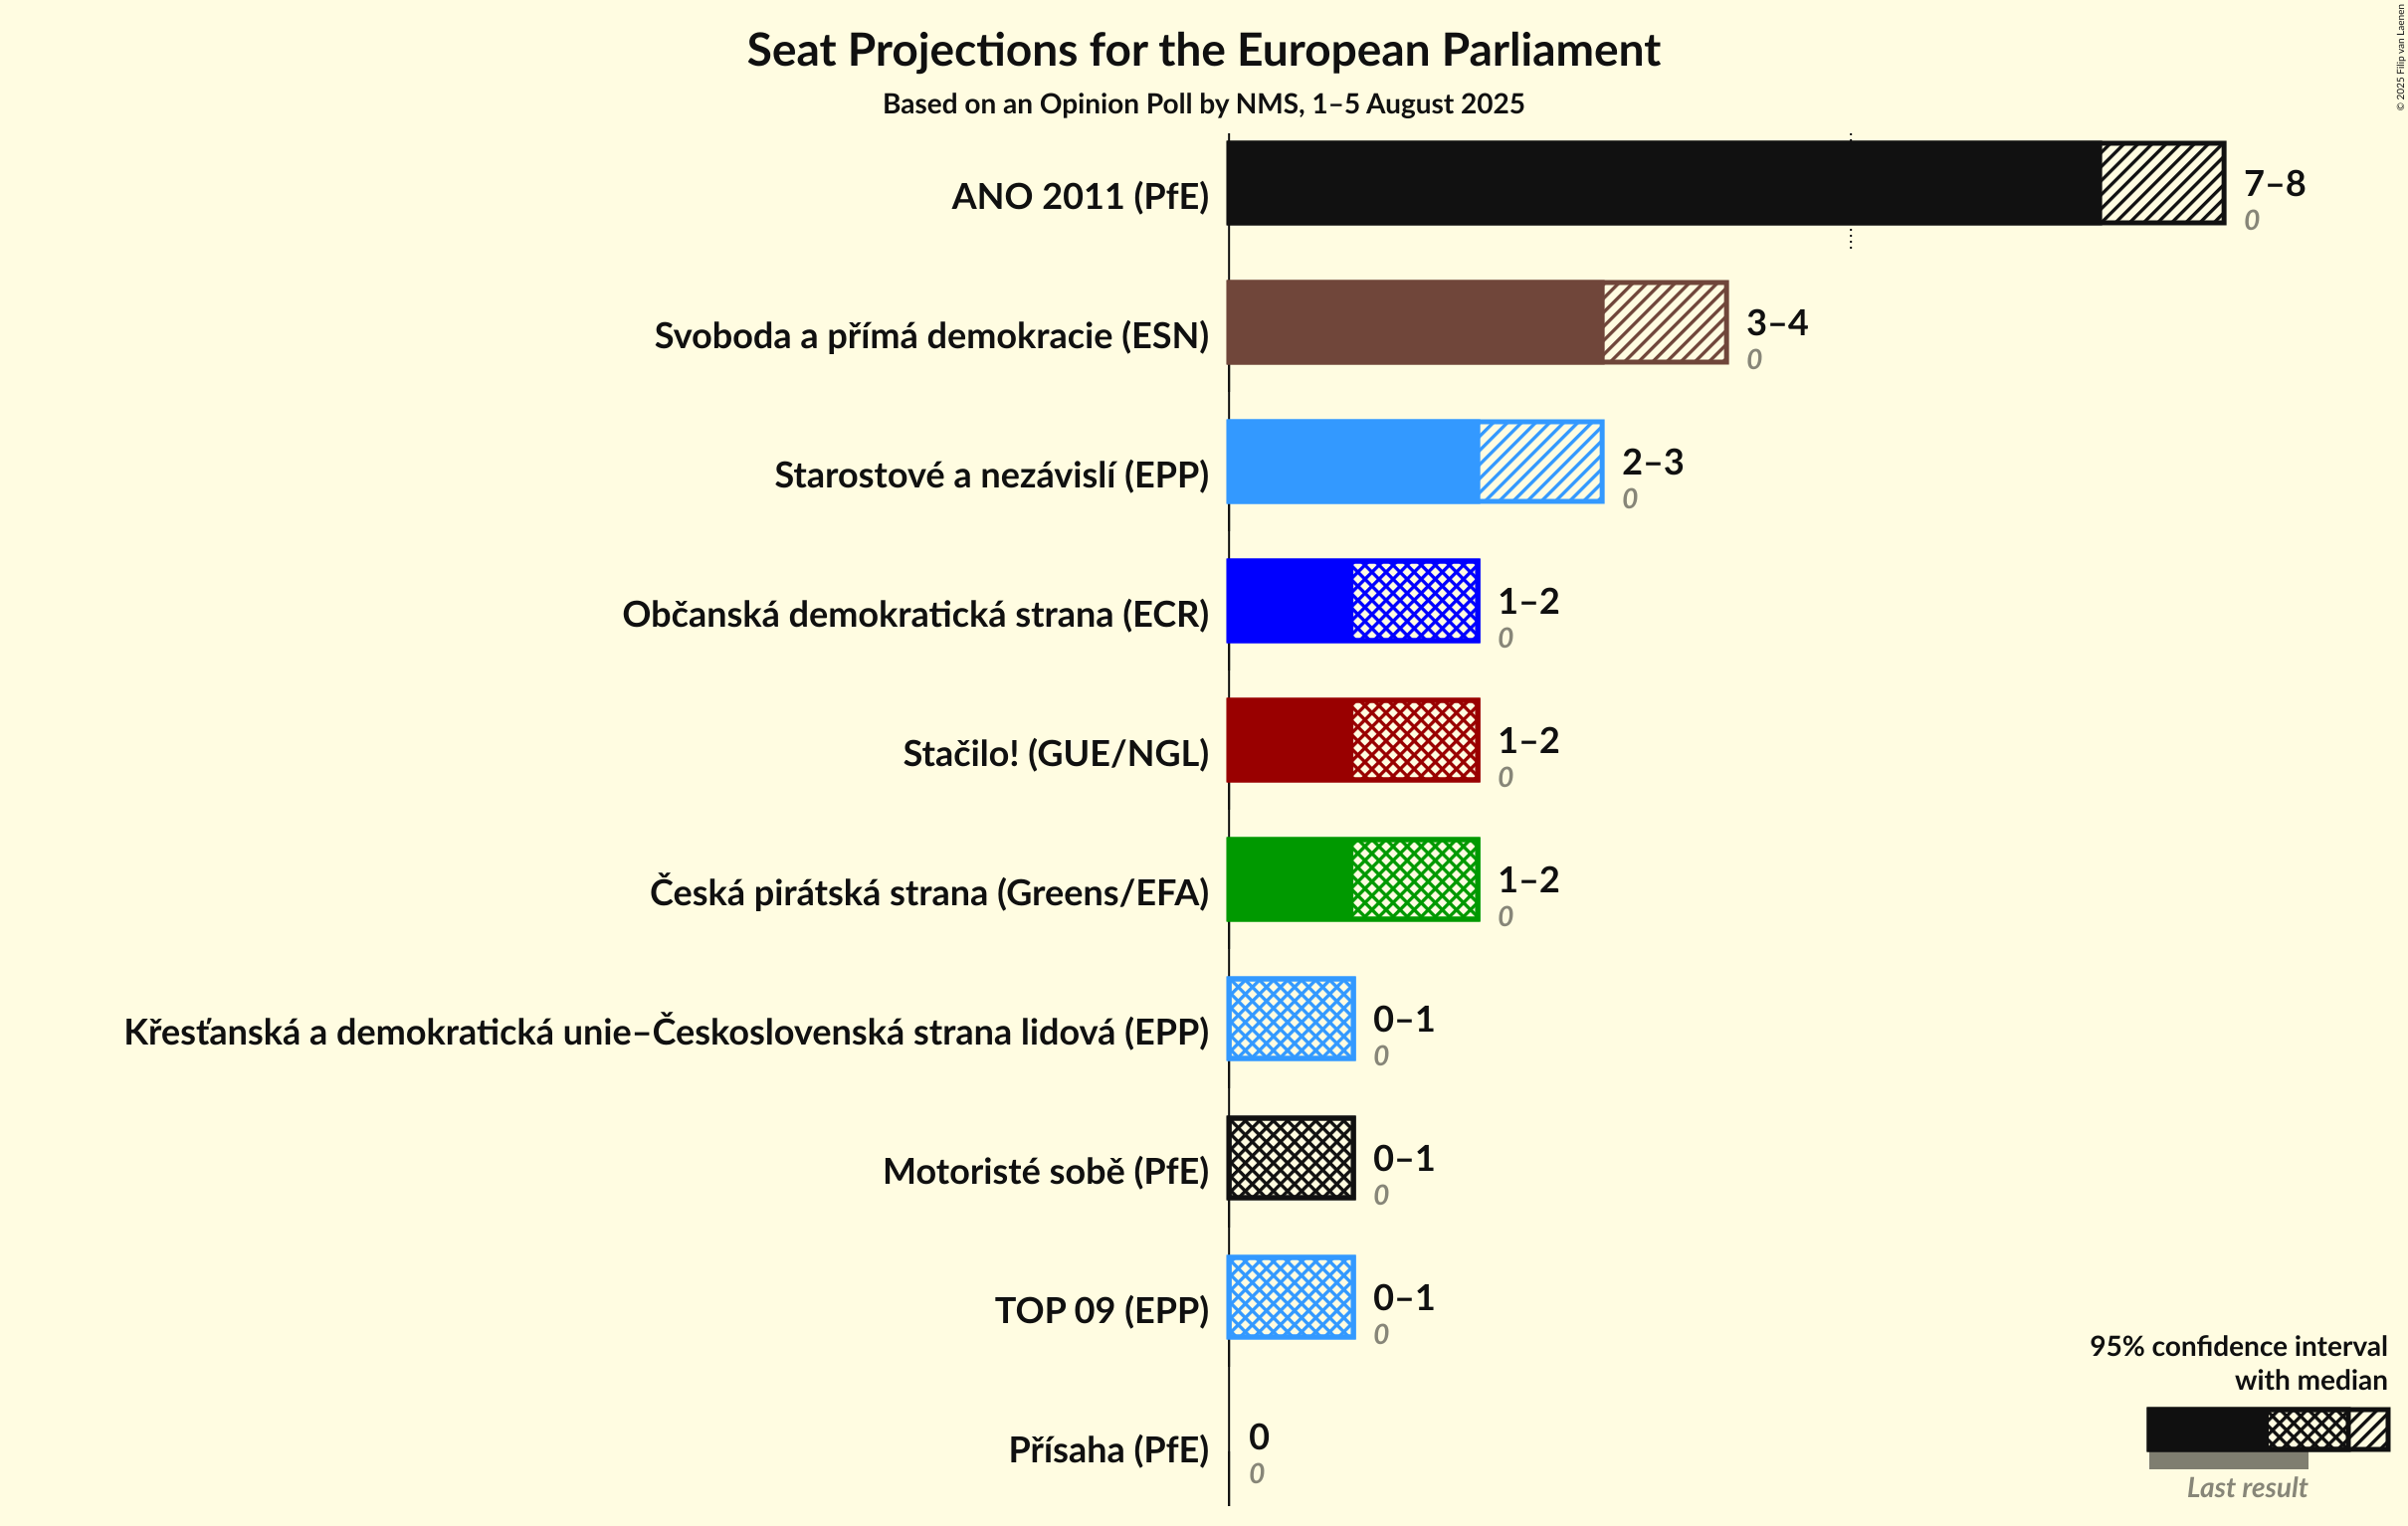 Seat Projections for the European Parliament
Based on an Opinion Poll by NMS, 1–5 August 2025
© 2025 Filip van Laenen
ANO 2011 (PfE)
7–8
0
Svoboda a přímá demokracie (ESN)
3–4
0
Starostové a nezávislí (EPP)
2–3
0
Občanská demokratická strana (ECR)
1–2
0
Stačilo! (GUE/NGL)
1–2
0
Česká pirátská strana (Greens/EFA)
1–2
0
Křesťanská a demokratická unie–Československá strana lidová (EPP)
0–1
0
Motoristé sobě (PfE)
0–1
0
TOP 09 (EPP)
0–1
0
Přísaha (PfE)
0
0
95% confidence interval
with median
Last result